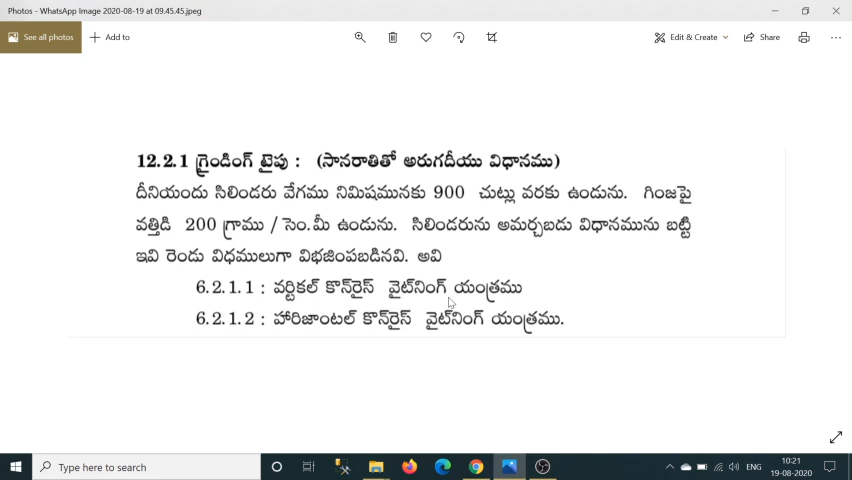 Photos - WhatsApp Image 2020-08-19 at 09.45.45.jpeg
See all photos + Add to Edit & Create Share
12.2.1 గ్రైండింగ్ టైపు : (సానరాతితో అరుగదీయు విధానము)
దీనియందు సిలిండరు వేగము నిమిషమునకు 900 చుట్లు వరకు ఉండును. గింజపై
వత్తిడి 200 గ్రాము / సెం.మీ ఉండును. సిలిండరును అమర్చబడు విధానమును బట్టి
ఇవి రెండు విధములుగా విభజింపబడినవి. అవి
6.2.1.1 : వర్టికల్ కొన్‌రైస్ వైట్‌నింగ్ యంత్రము
6.2.1.2 : హారిజాంటల్ కొన్‌రైస్ వైట్‌నింగ్ యంత్రము.
Type here to search ENG 10:21
19-08-2020